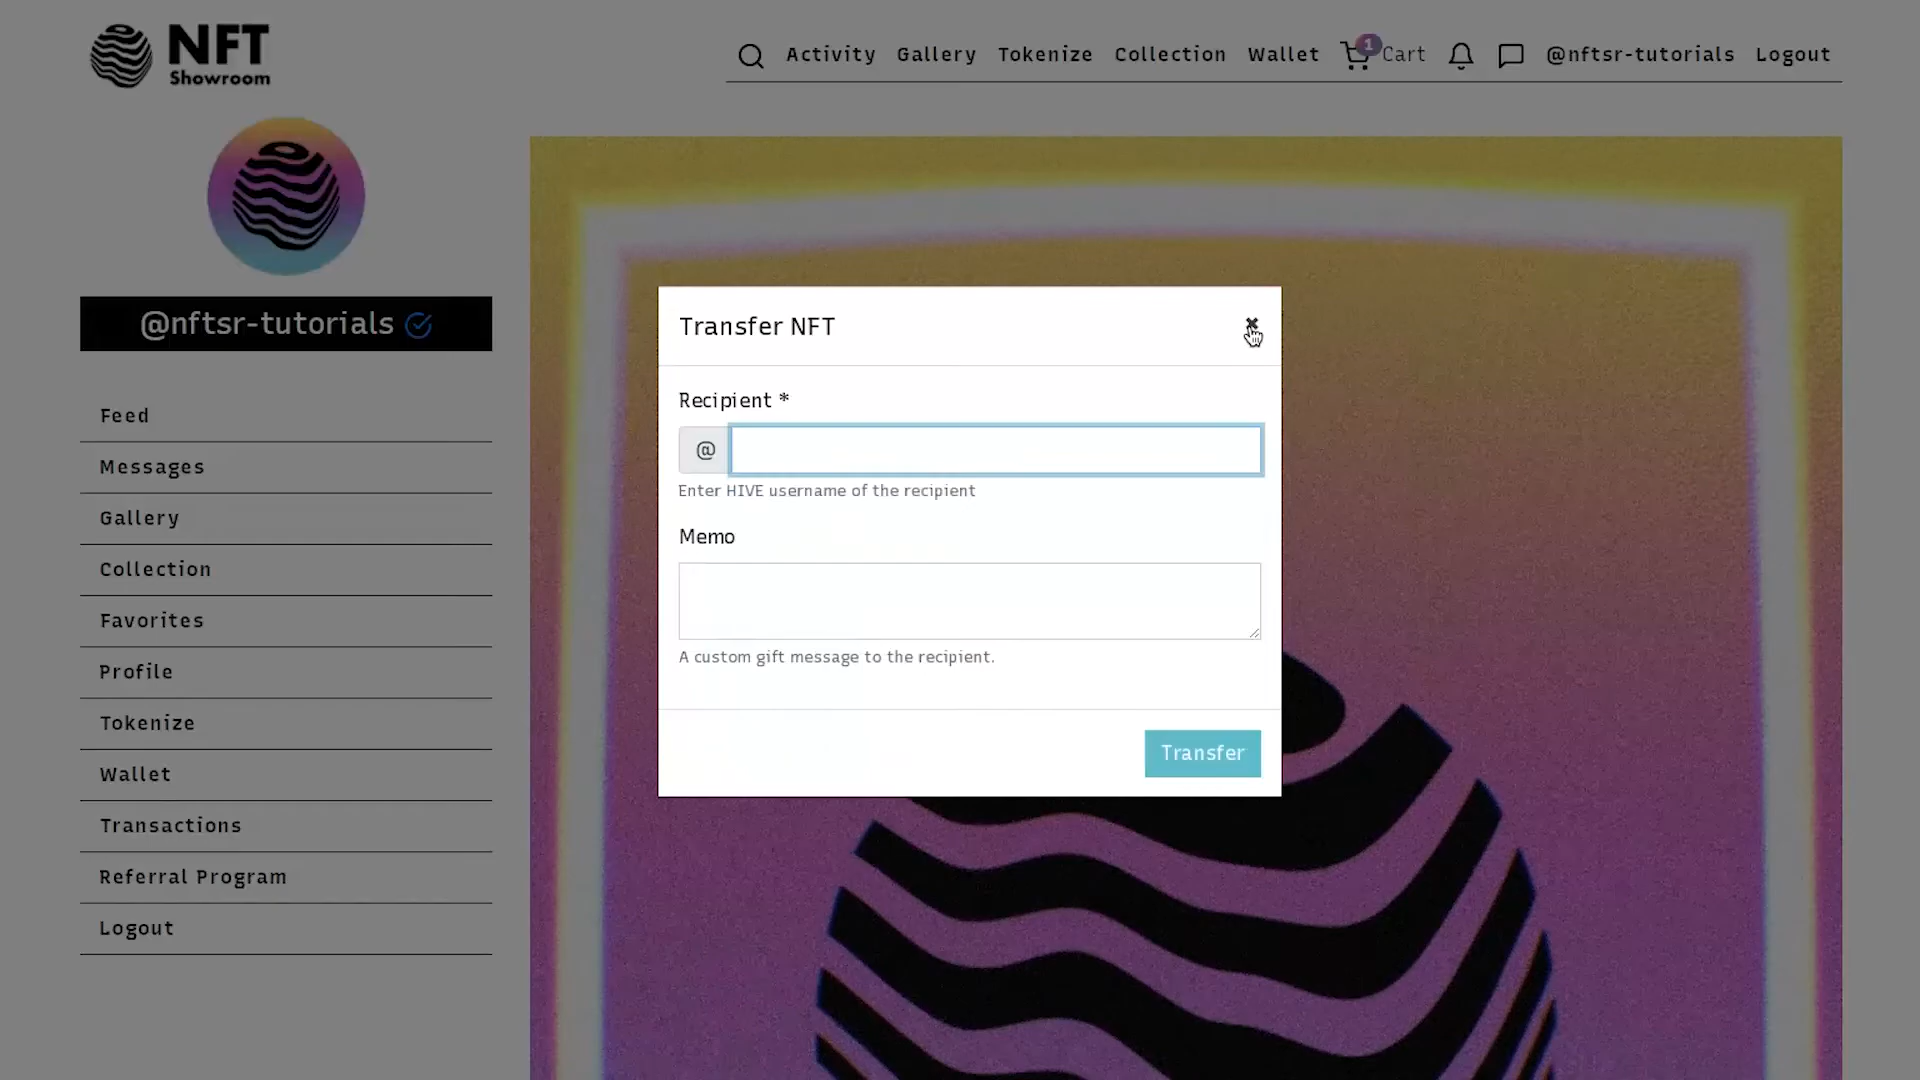 NFT
Showroom
Activity Gallery Tokenize Collection Wallet 1 Cart @nftsr-tutorials Logout
@nftsr-tutorials
Feed
Messages
Gallery
Collection
Favorites
Profile
Tokenize
Wallet
Transactions
Referral Program
Logout
Transfer NFT
Recipient *
@
Enter HIVE username of the recipient
Memo
A custom gift message to the recipient.
Transfer